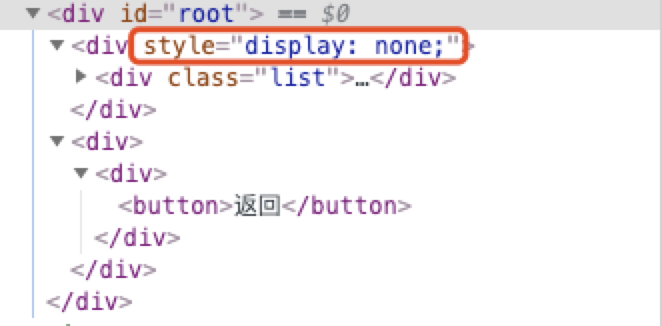 ▼<div id="root"> == $0
▼<div style="display: none;">
▶<div class="list">…</div>
</div>
▼<div>
▼<div>
<button>返回</button>
</div>
</div>
</div>